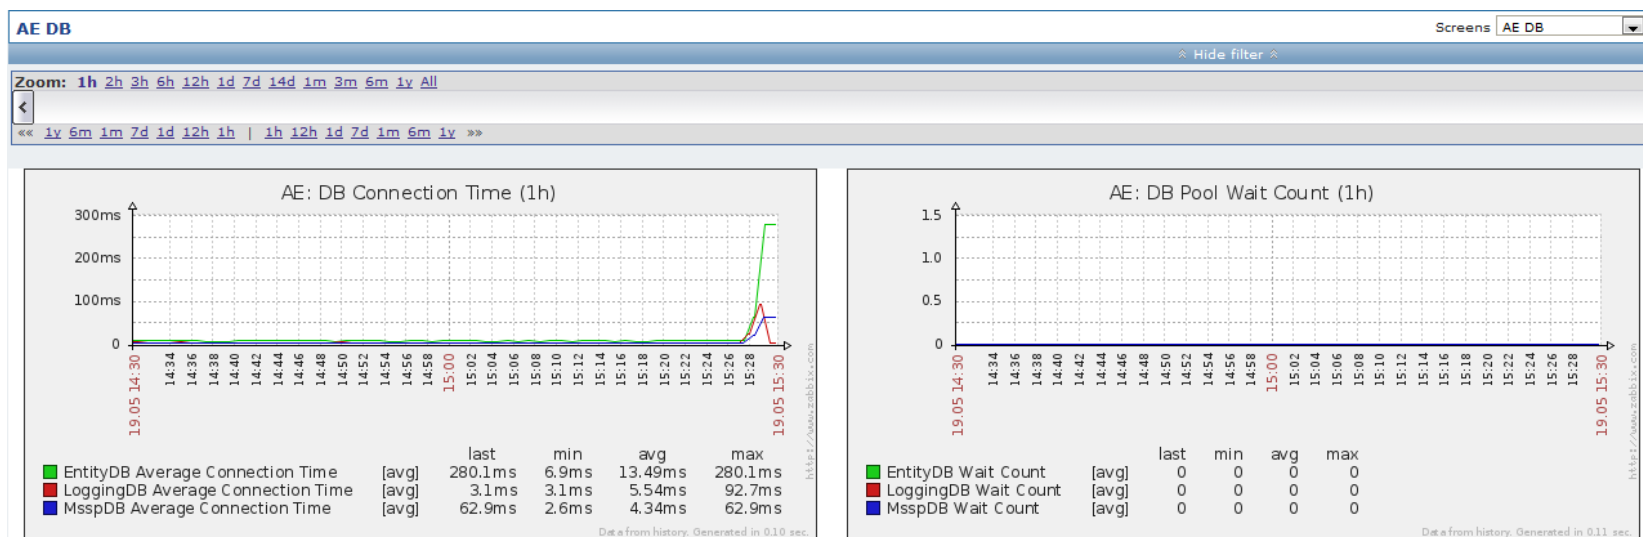 AE DB
Screens AE DB
Hide filter
Zoom: 1h 2h 3h 6h 12h 1d 7d 14d 1m 3m 6m 1y All
«« 1y 6m 1m 7d 1d 12h 1h | 1h 12h 1d 7d 1m 6m 1y »»
AE: DB Connection Time (1h)
300ms
200ms
100ms
0
19.05 14:30 14:34 14:36 14:38 14:40 14:42 14:44 14:46 14:48 14:50 14:52 14:54 14:56 14:58 15:00 15:02 15:04 15:06 15:08 15:10 15:12 15:14 15:16 15:18 15:20 15:22 15:24 15:26 15:28 19.05 15:30
http://www.zabbix.com
last min avg max
EntityDB Average Connection Time [avg] 280.1ms 6.9ms 13.49ms 280.1ms
LoggingDB Average Connection Time [avg] 3.1ms 3.1ms 5.54ms 92.7ms
MsspDB Average Connection Time [avg] 62.9ms 2.6ms 4.34ms 62.9ms
Data from history. Generated in 0.10 sec.
AE: DB Pool Wait Count (1h)
1.5
1.0
0.5
0
19.05 14:30 14:34 14:36 14:38 14:40 14:42 14:44 14:46 14:48 14:50 14:52 14:54 14:56 14:58 15:00 15:02 15:04 15:06 15:08 15:10 15:12 15:14 15:16 15:18 15:20 15:22 15:24 15:26 15:28 19.05 15:30
http://www.zabbix.com
last min avg max
EntityDB Wait Count [avg] 0 0 0 0
LoggingDB Wait Count [avg] 0 0 0 0
MsspDB Wait Count [avg] 0 0 0 0
Data from history. Generated in 0.11 sec.